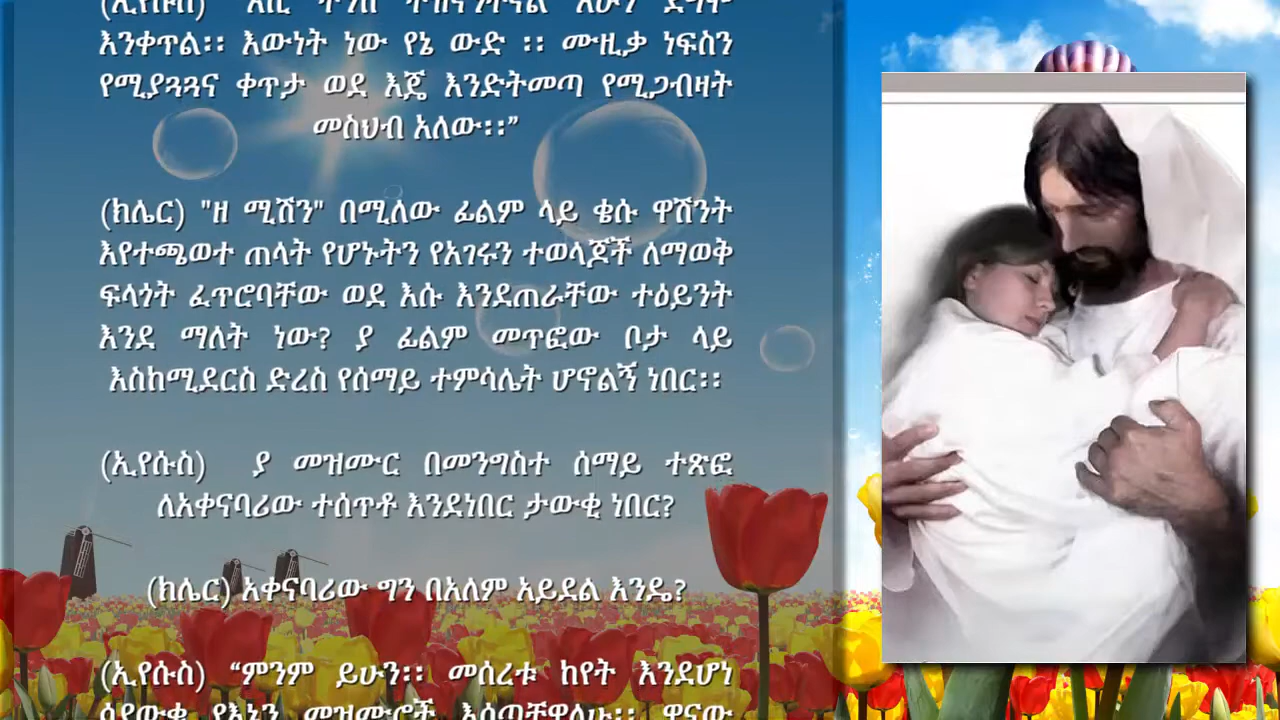 (ኢየሱስ)
እንቀጥል፡፡ እውነት ነው የኔ ውድ ፡፡ ሙዚቃ ነፍስን
የሚያጓጓና ቀጥታ ወደ እጄ እንድትመጣ የሚጋብዛት
መስህብ አለው፡፡”
(ክሌር) "ዘ ሚሽን" በሚለው ፊልም ላይ ቄሱ ዋሽንት
እየተጫወተ ጠላት የሆኑትን የአገሩን ተወላጆች ለማወቅ
ፍላጎት ፈጥሮባቸው ወደ እሱ እንደጠራቸው ተዕይንት
እንደ ማለት ነው? ያ ፊልም መጥፎው ቦታ ላይ
እስከሚደርስ ድረስ የሰማይ ተምሳሌት ሆኖልኝ ነበር፡፡
(ኢየሱስ) ያ መዝሙር በመንግስተ ሰማይ ተጽፎ
ለአቀናባሪው ተሰጥቶ እንደነበር ታውቂ ነበር?
(ክሌር) አቀናባሪው ግን በአለም አይደል እንዴ?
(ኢየሱስ) “ምንም ይሁን፡፡ መሰረቱ ከየት እንደሆነ